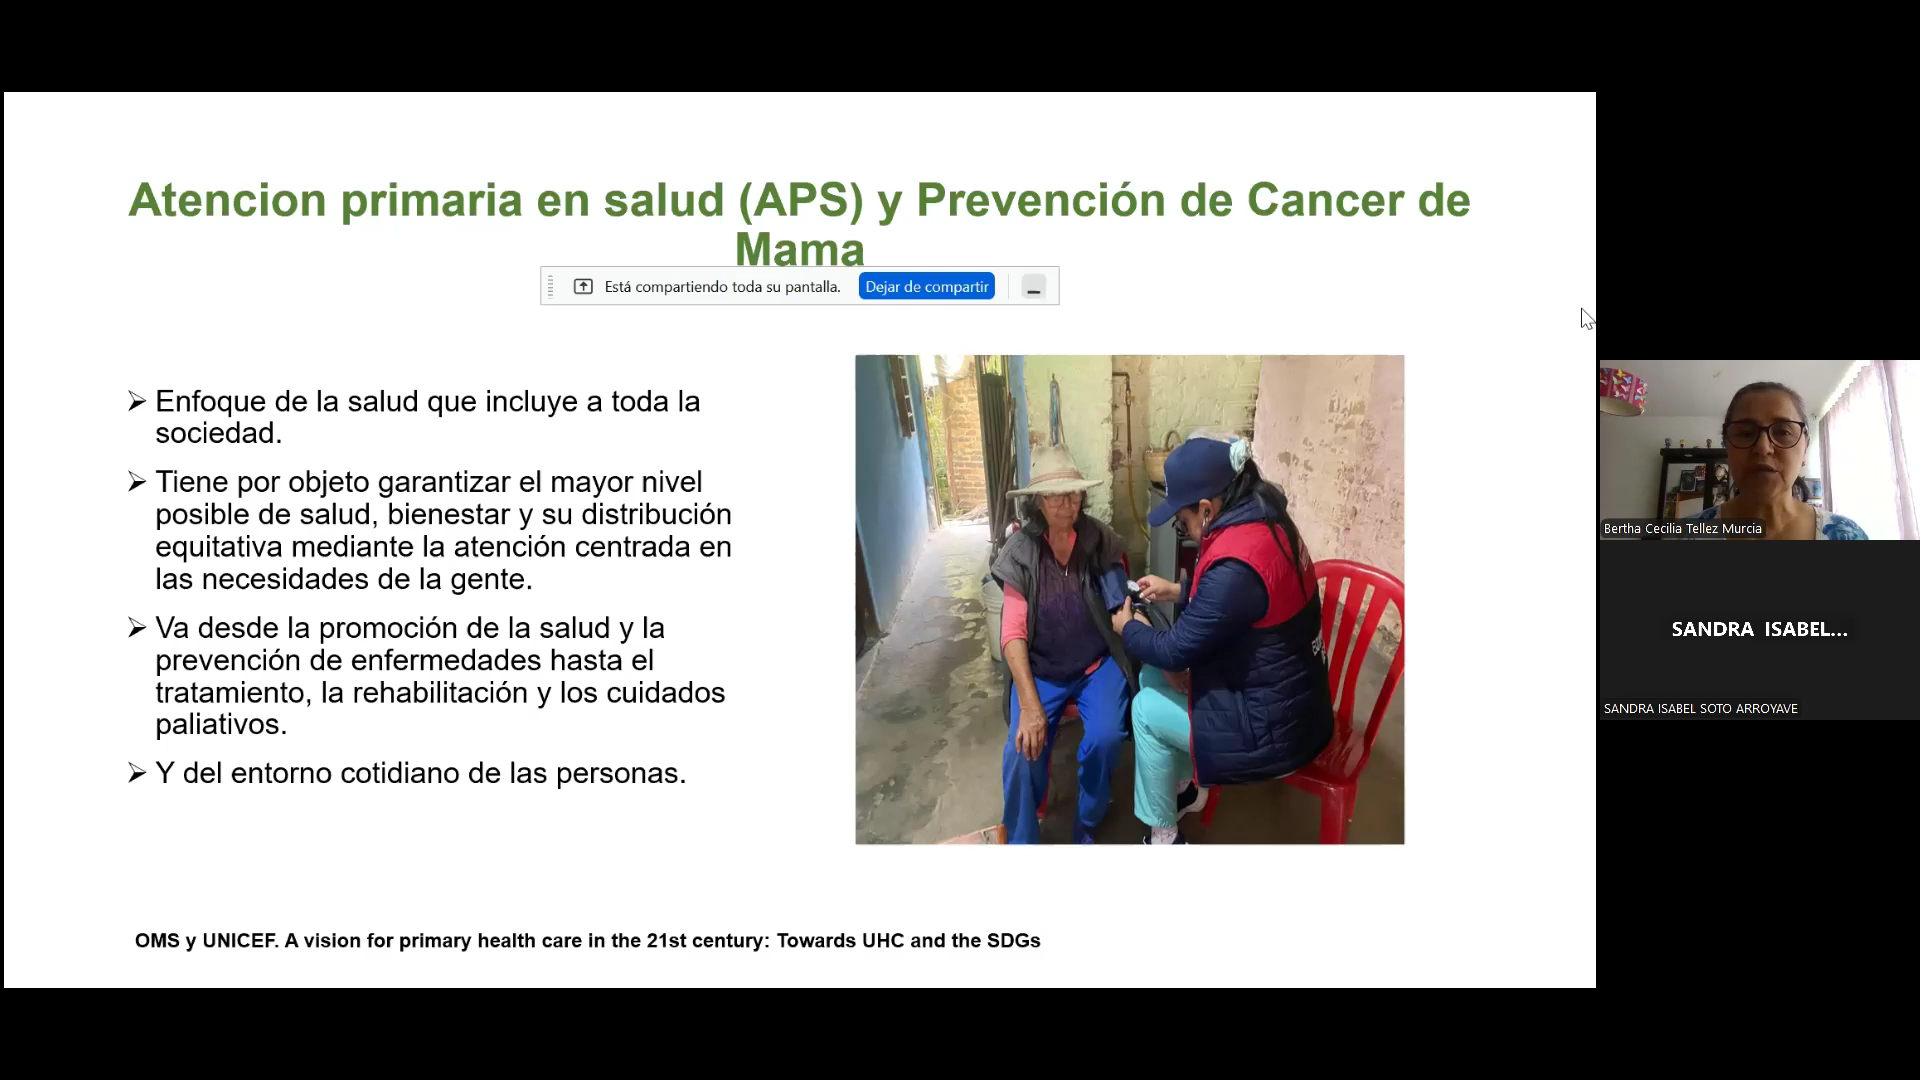 Atencion primaria en salud (APS) y Prevención de Cancer de
Mama
Está compartiendo toda su pantalla.
Dejar de compartir
➢ Enfoque de la salud que incluye a toda la
sociedad.
➢ Tiene por objeto garantizar el mayor nivel
posible de salud, bienestar y su distribución
equitativa mediante la atención centrada en
las necesidades de la gente.
➢ Va desde la promoción de la salud y la
prevención de enfermedades hasta el
tratamiento, la rehabilitación y los cuidados
paliativos.
➢ Y del entorno cotidiano de las personas.
OMS y UNICEF. A vision for primary health care in the 21st century: Towards UHC and the SDGs
Bertha Cecilia Tellez Murcia
SANDRA ISABEL...
SANDRA ISABEL SOTO ARROYAVE